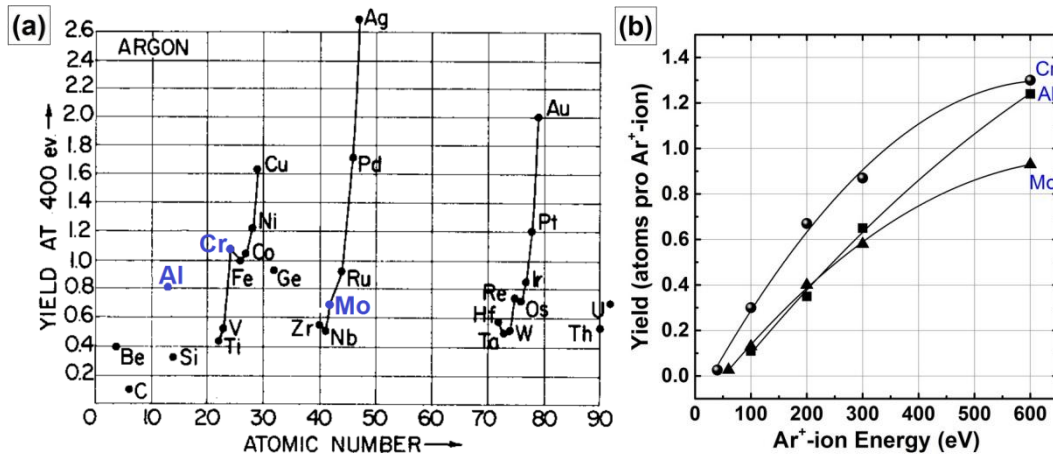 (a)
ARGON
YIELD AT 400 ev.
2.6
2.4
2.2
2.0
1.8
1.6
1.4
1.2
1.0
0.8
0.6
0.4
0.2
0 10 20 30 40 50 60 70 80 90
ATOMIC NUMBER
Ag
Au
Cu
Pd
Ni
Pt
Cr
Co
Fe
Ge
Al
Ru
Ir
Mo
Re
Os
Hf
U
V
Zr
Ti
Nb
Ta
W
Th
Be
Si
C
(b)
Yield (atoms pro Ar⁺-ion)
1.4
1.2
1.0
0.8
0.6
0.4
0.2
0.0
Cr
Al
Mo
0 100 200 300 400 500 600
Ar⁺-ion Energy (eV)